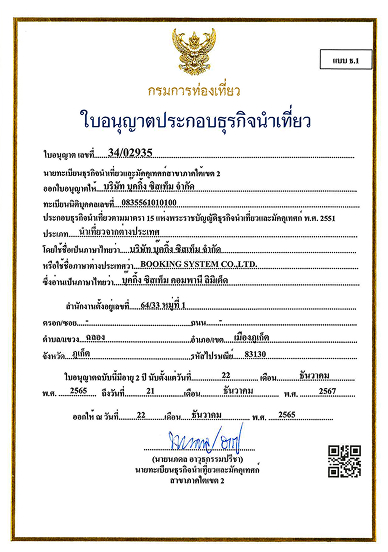 แบบ ธ.1
กรมการท่องเที่ยว
ใบอนุญาตประกอบธุรกิจนำเที่ยว
ใบอนุญาต เลขที่ 34/02935
นายทะเบียนธุรกิจนำเที่ยวและมัคคุเทศก์สาขาภาคใต้เขต 2
ออกใบอนุญาตให้ บริษัท บุ๊คกิ้ง ซิสเท็ม จำกัด
ทะเบียนนิติบุคคลเลขที่ 0835561010100
ประกอบธุรกิจนำเที่ยวตามมาตรา 15 แห่งพระราชบัญญัติธุรกิจนำเที่ยวและมัคคุเทศก์ พ.ศ. 2551
ประเภท นำเที่ยวจากต่างประเทศ
โดยใช้ชื่อเป็นภาษาไทยว่า บริษัท บุ๊คกิ้ง ซิสเท็ม จำกัด
หรือใช้ชื่อภาษาต่างประเทศว่า BOOKING SYSTEM CO.,LTD.
ซึ่งอ่านเป็นภาษาไทยว่า บุ๊คกิ้ง ซิสเท็ม คอมพานี ลิมิเต็ด
สำนักงานตั้งอยู่เลขที่ 64/33 หมู่ที่ 1
ตรอก/ซอย - ถนน -
ตำบล/แขวง ฉลอง อำเภอ/เขต เมืองภูเก็ต
จังหวัด ภูเก็ต รหัสไปรษณีย์ 83130
ใบอนุญาตฉบับนี้มีอายุ 2 ปี นับตั้งแต่วันที่ 22 เดือน ธันวาคม
พ.ศ. 2565 ถึงวันที่ 21 เดือน ธันวาคม พ.ศ. 2567
ออกให้ ณ วันที่ 22 เดือน ธันวาคม พ.ศ. 2565
(นายนภดล อาวุธกรรมปรีชา)
นายทะเบียนธุรกิจนำเที่ยวและมัคคุเทศก์
สาขาภาคใต้เขต 2